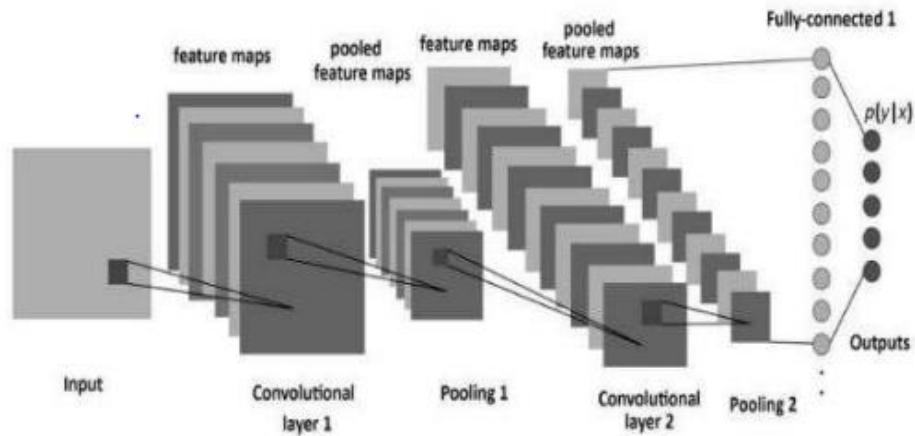 Fully-connected 1
feature maps
pooled
feature maps
feature maps
pooled
feature maps
p(y|x)
Outputs
Input
Convolutional
layer 1
Pooling 1
Convolutional
layer 2
Pooling 2